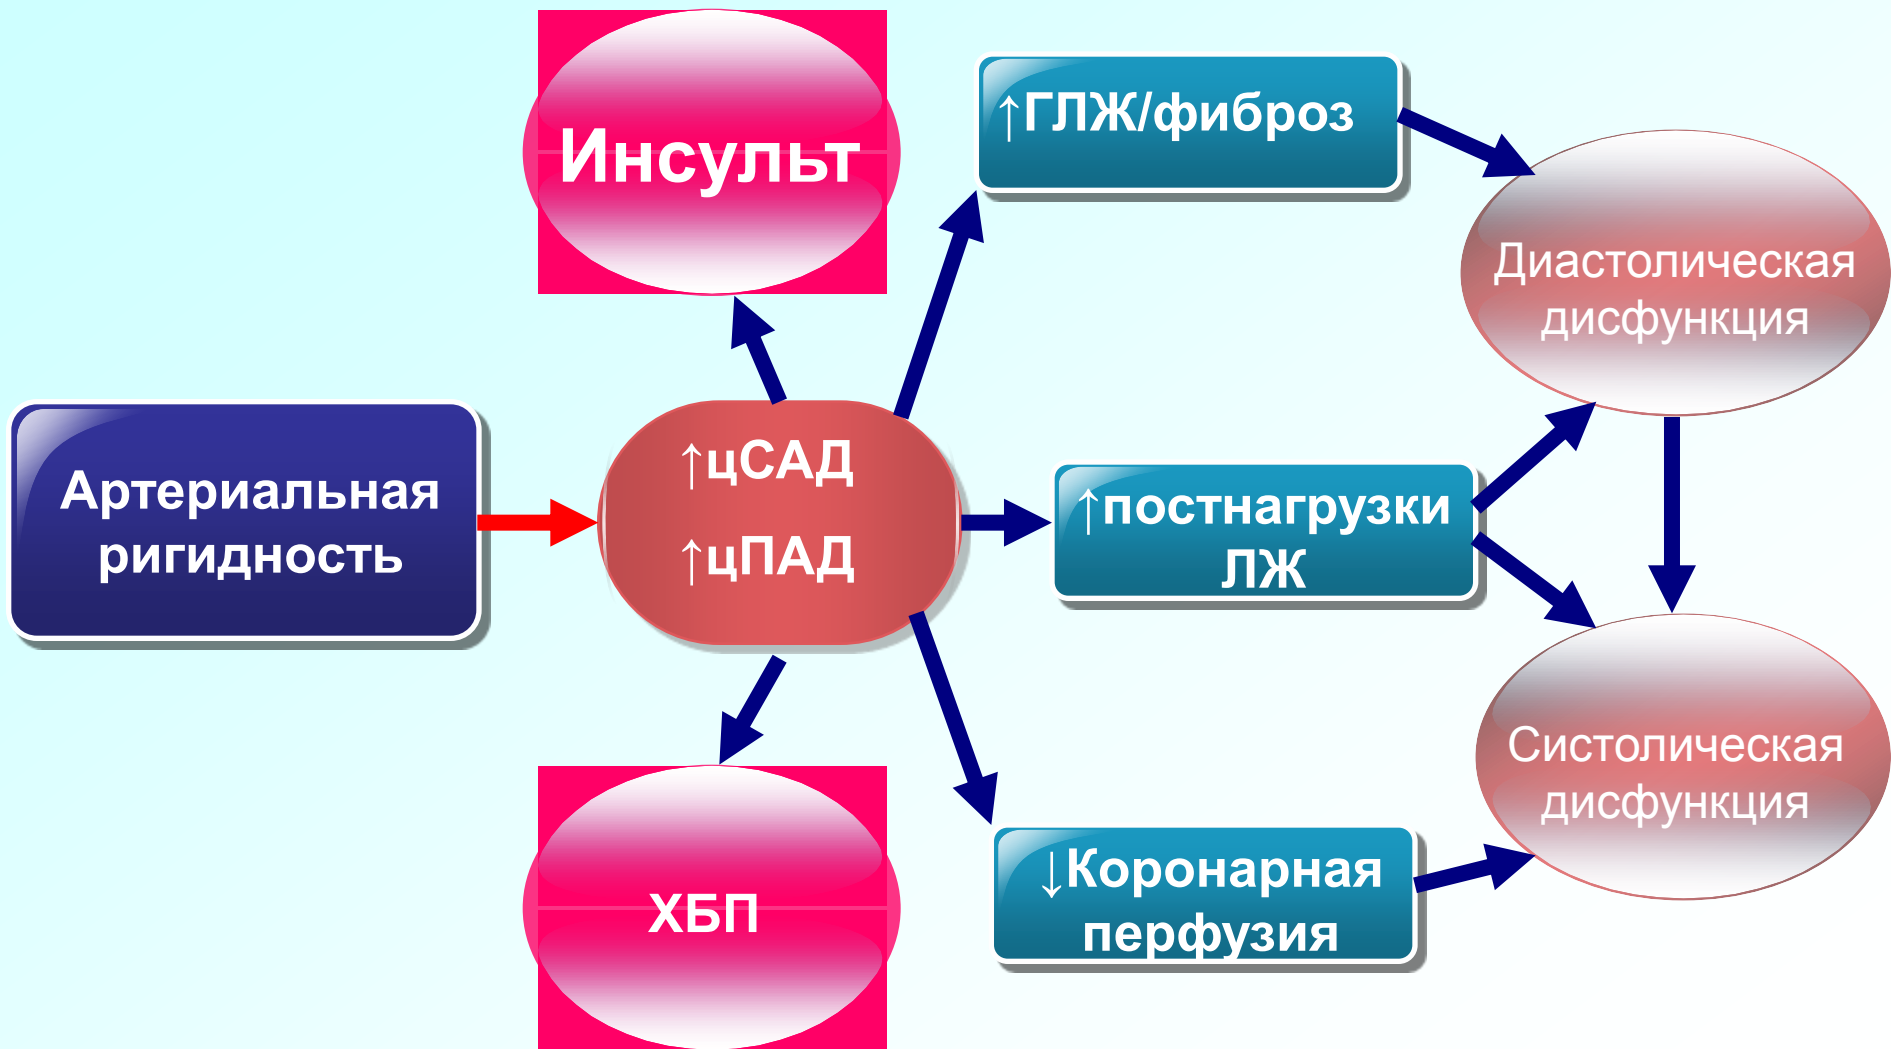 Инсульт
↑ГЛЖ/фиброз
Диастолическая
дисфункция
Артериальная
ригидность
↑цСАД
↑цПАД
↑постнагрузки
ЛЖ
Систолическая
дисфункция
ХБП
↓Коронарная
перфузия